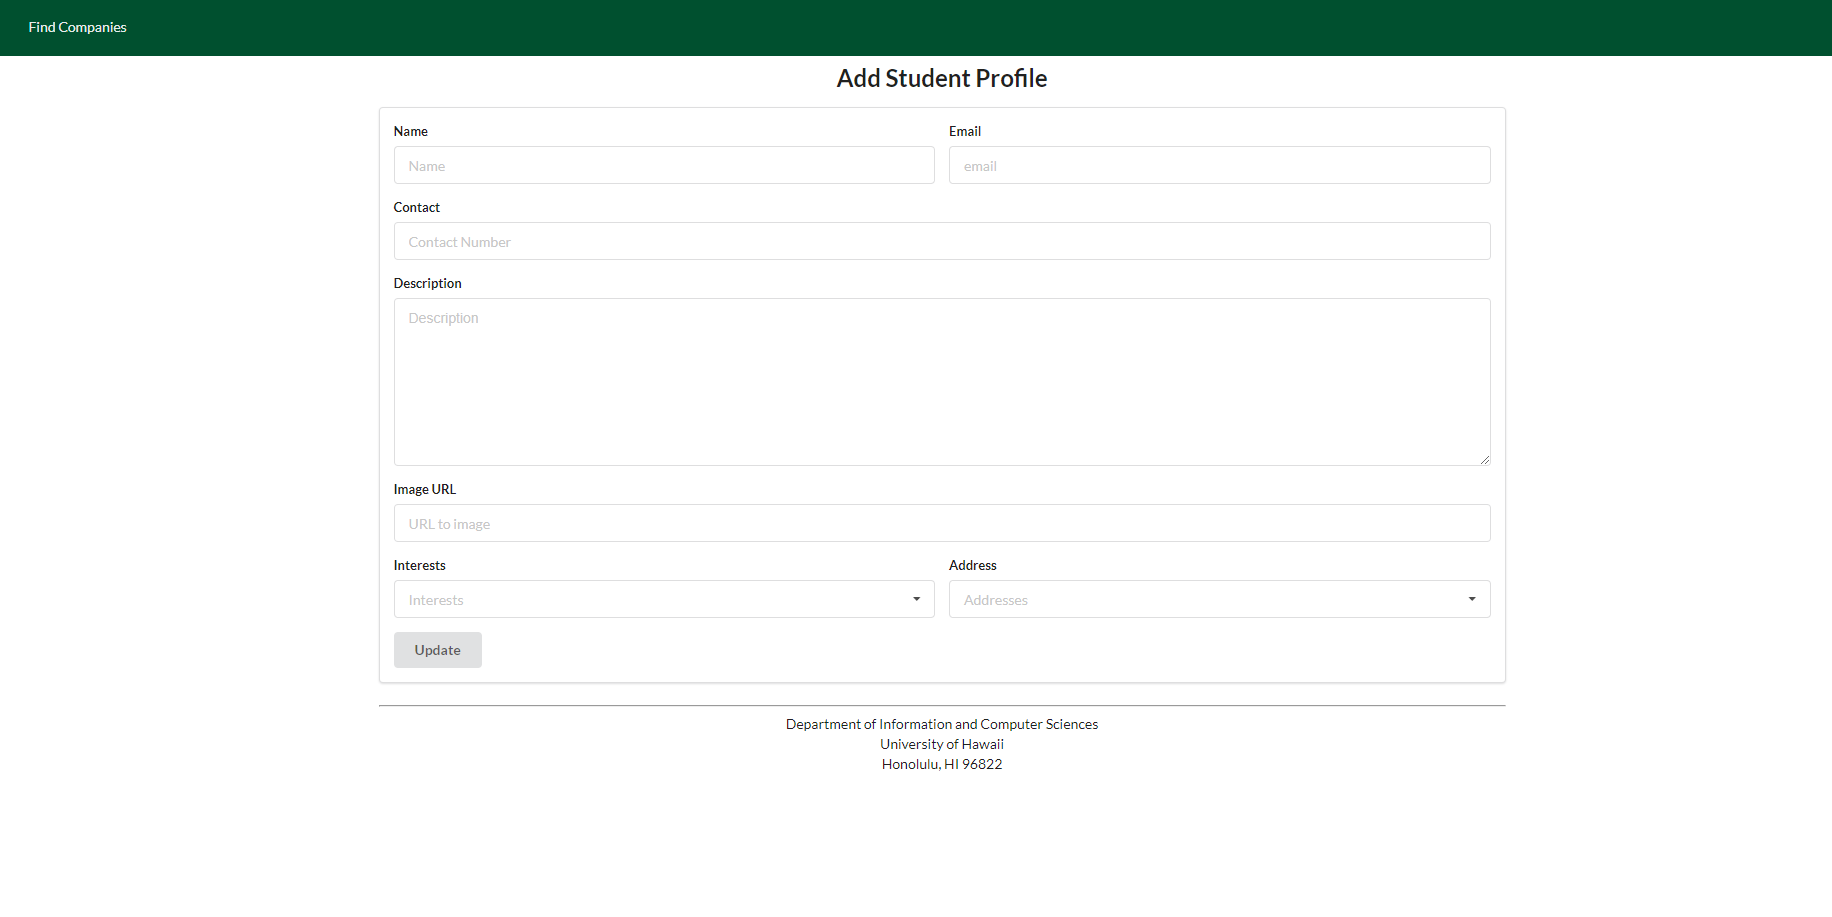 Find Companies
Add Student Profile
Name
Email
Name
email
Contact
Contact Number
Description
Description
Image URL
URL to image
Interests
Address
Interests
Addresses
Update
Department of Information and Computer Sciences
University of Hawaii
Honolulu, HI 96822